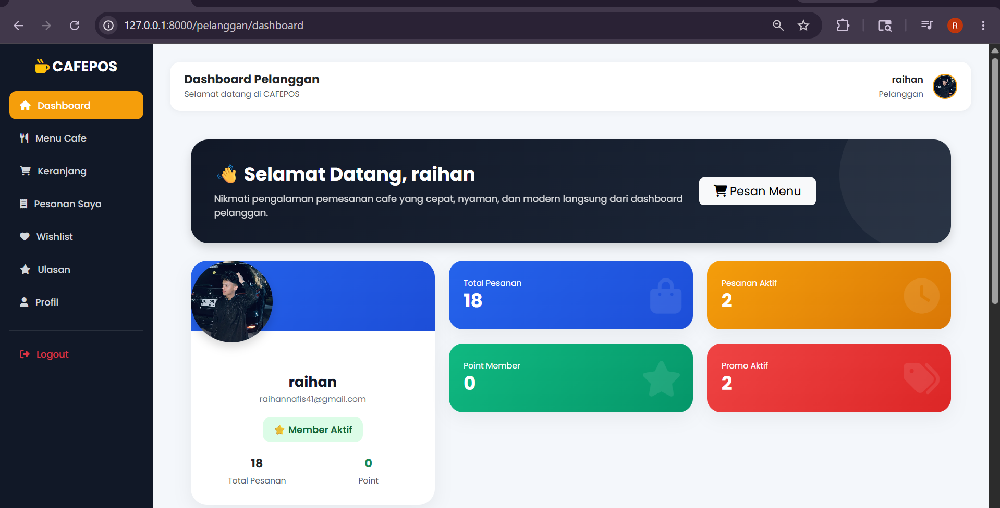 127.0.0.1:8000/pelanggan/dashboard
R
CAFEPOS
Dashboard
Menu Cafe
Keranjang
Pesanan Saya
Wishlist
Ulasan
Profil
Logout
Dashboard Pelanggan
Selamat datang di CAFEPOS
raihan
Pelanggan
👋 Selamat Datang, raihan
Nikmati pengalaman pemesanan cafe yang cepat, nyaman, dan modern langsung dari dashboard
pelanggan.
Pesan Menu
BK 29
raihan
raihannafis41@gmail.com
⭐ Member Aktif
18
Total Pesanan
0
Point
Total Pesanan
18
Pesanan Aktif
2
Point Member
0
Promo Aktif
2